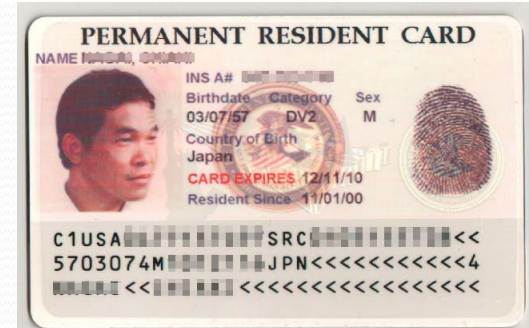 PERMANENT RESIDENT CARD
NAME
INS A#
Birthdate Category Sex
03/07/57 DV2 M
Country of Birth
Japan
CARD EXPIRES 12/11/10
Resident Since 11/01/00
C1USA SRC <<
5703074M JPN<<<<<<<<<<<4
<< <<<<<<<<<<<<<<<<<